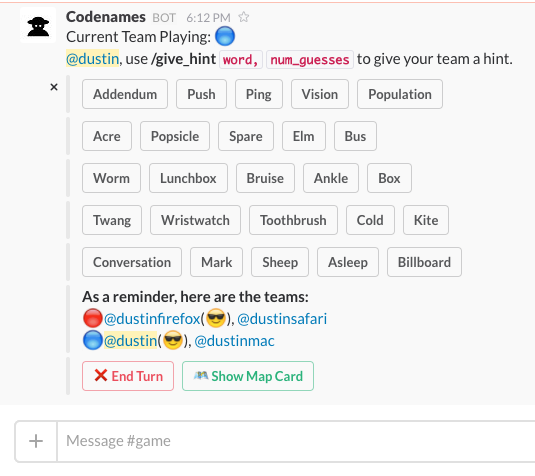 Codenames BOT 6:12 PM
Current Team Playing:
@dustin, use /give_hint word, num_guesses to give your team a hint.
Addendum Push Ping Vision Population
Acre Popsicle Spare Elm Bus
Worm Lunchbox Bruise Ankle Box
Twang Wristwatch Toothbrush Cold Kite
Conversation Mark Sheep Asleep Billboard
As a reminder, here are the teams:
@dustinfirefox(😎), @dustinsafari
@dustin(😎), @dustinmac
End Turn Show Map Card
Message #game